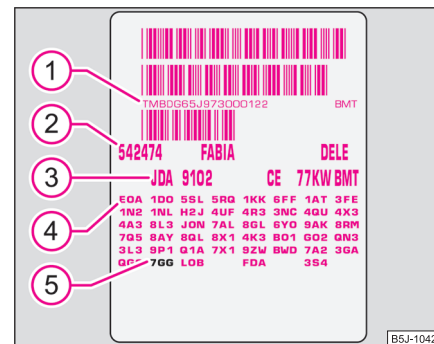 1
TMBDG65J973000122 BMT
2
542474 FABIA DELE
3
JDA 9102 CE 77KW BMT
4
E0A 1D0 5SL 5RQ 1KK 6FF 1AT 3FE
1N2 1NL H2J 4UF 4R3 3NC 4QU 4X3
4A3 8L3 J0N 7AL 8GL 6Y0 9AK 8RM
7Q5 8AY 8QL 8X1 4K3 B01 G02 QN3
3L3 9P1 Q1A 7X1 9ZW BWD 7A2 3GA
5
7GG L0B FDA 3S4
B5J-1042